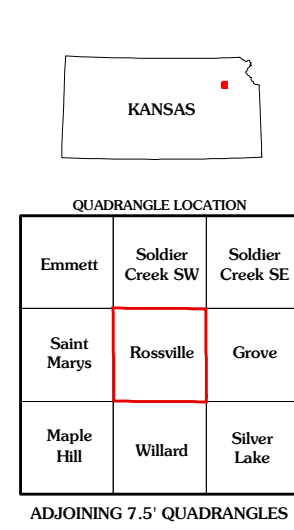 KANSAS
QUADRANGLE LOCATION
Emmett
Soldier
Creek SW
Soldier
Creek SE
Saint
Marys
Rossville
Grove
Maple
Hill
Willard
Silver
Lake
ADJOINING 7.5' QUADRANGLES